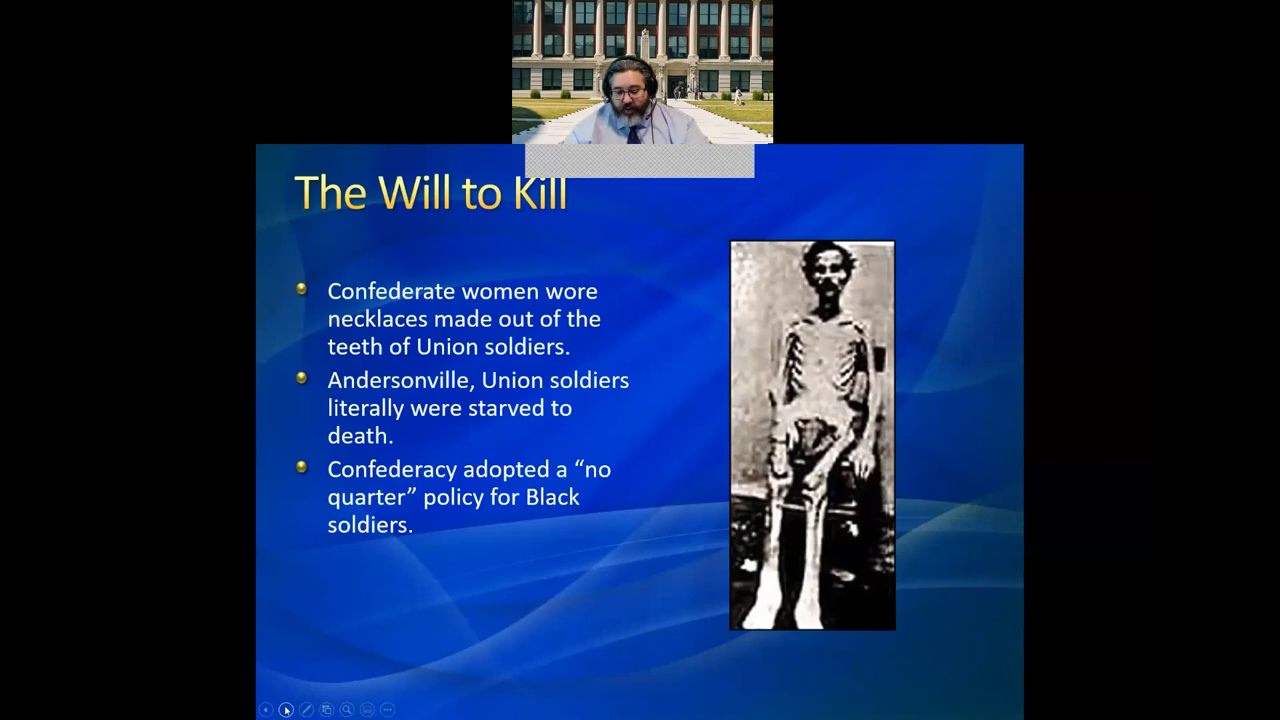 The Will to Kill
Confederate women wore
necklaces made out of the
teeth of Union soldiers.
Andersonville, Union soldiers
literally were starved to
death.
Confederacy adopted a “no
quarter” policy for Black
soldiers.